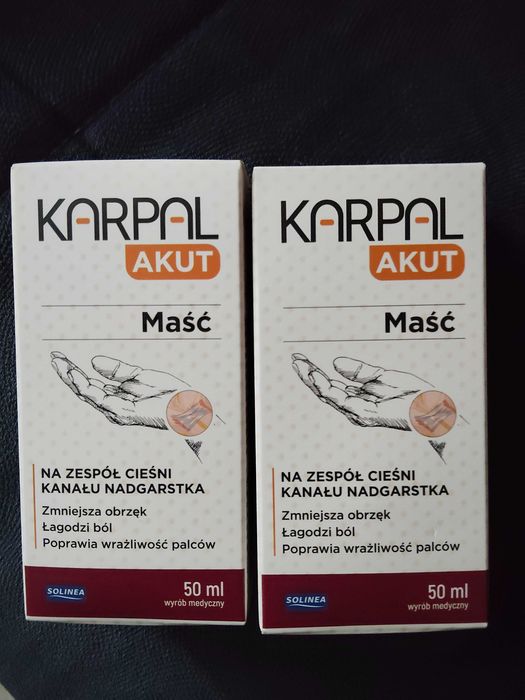 KARPAL
AKUT
Maść
NA ZESPÓŁ CIEŚNI
KANAŁU NADGARSTKA
Zmniejsza obrzęk
Łagodzi ból
Poprawia wrażliwość palców
SOLINEA
50 ml
wyrób medyczny
KARPAL
AKUT
Maść
NA ZESPÓŁ CIEŚNI
KANAŁU NADGARSTKA
Zmniejsza obrzęk
Łagodzi ból
Poprawia wrażliwość palców
SOLINEA
50 ml
wyrób medyczny